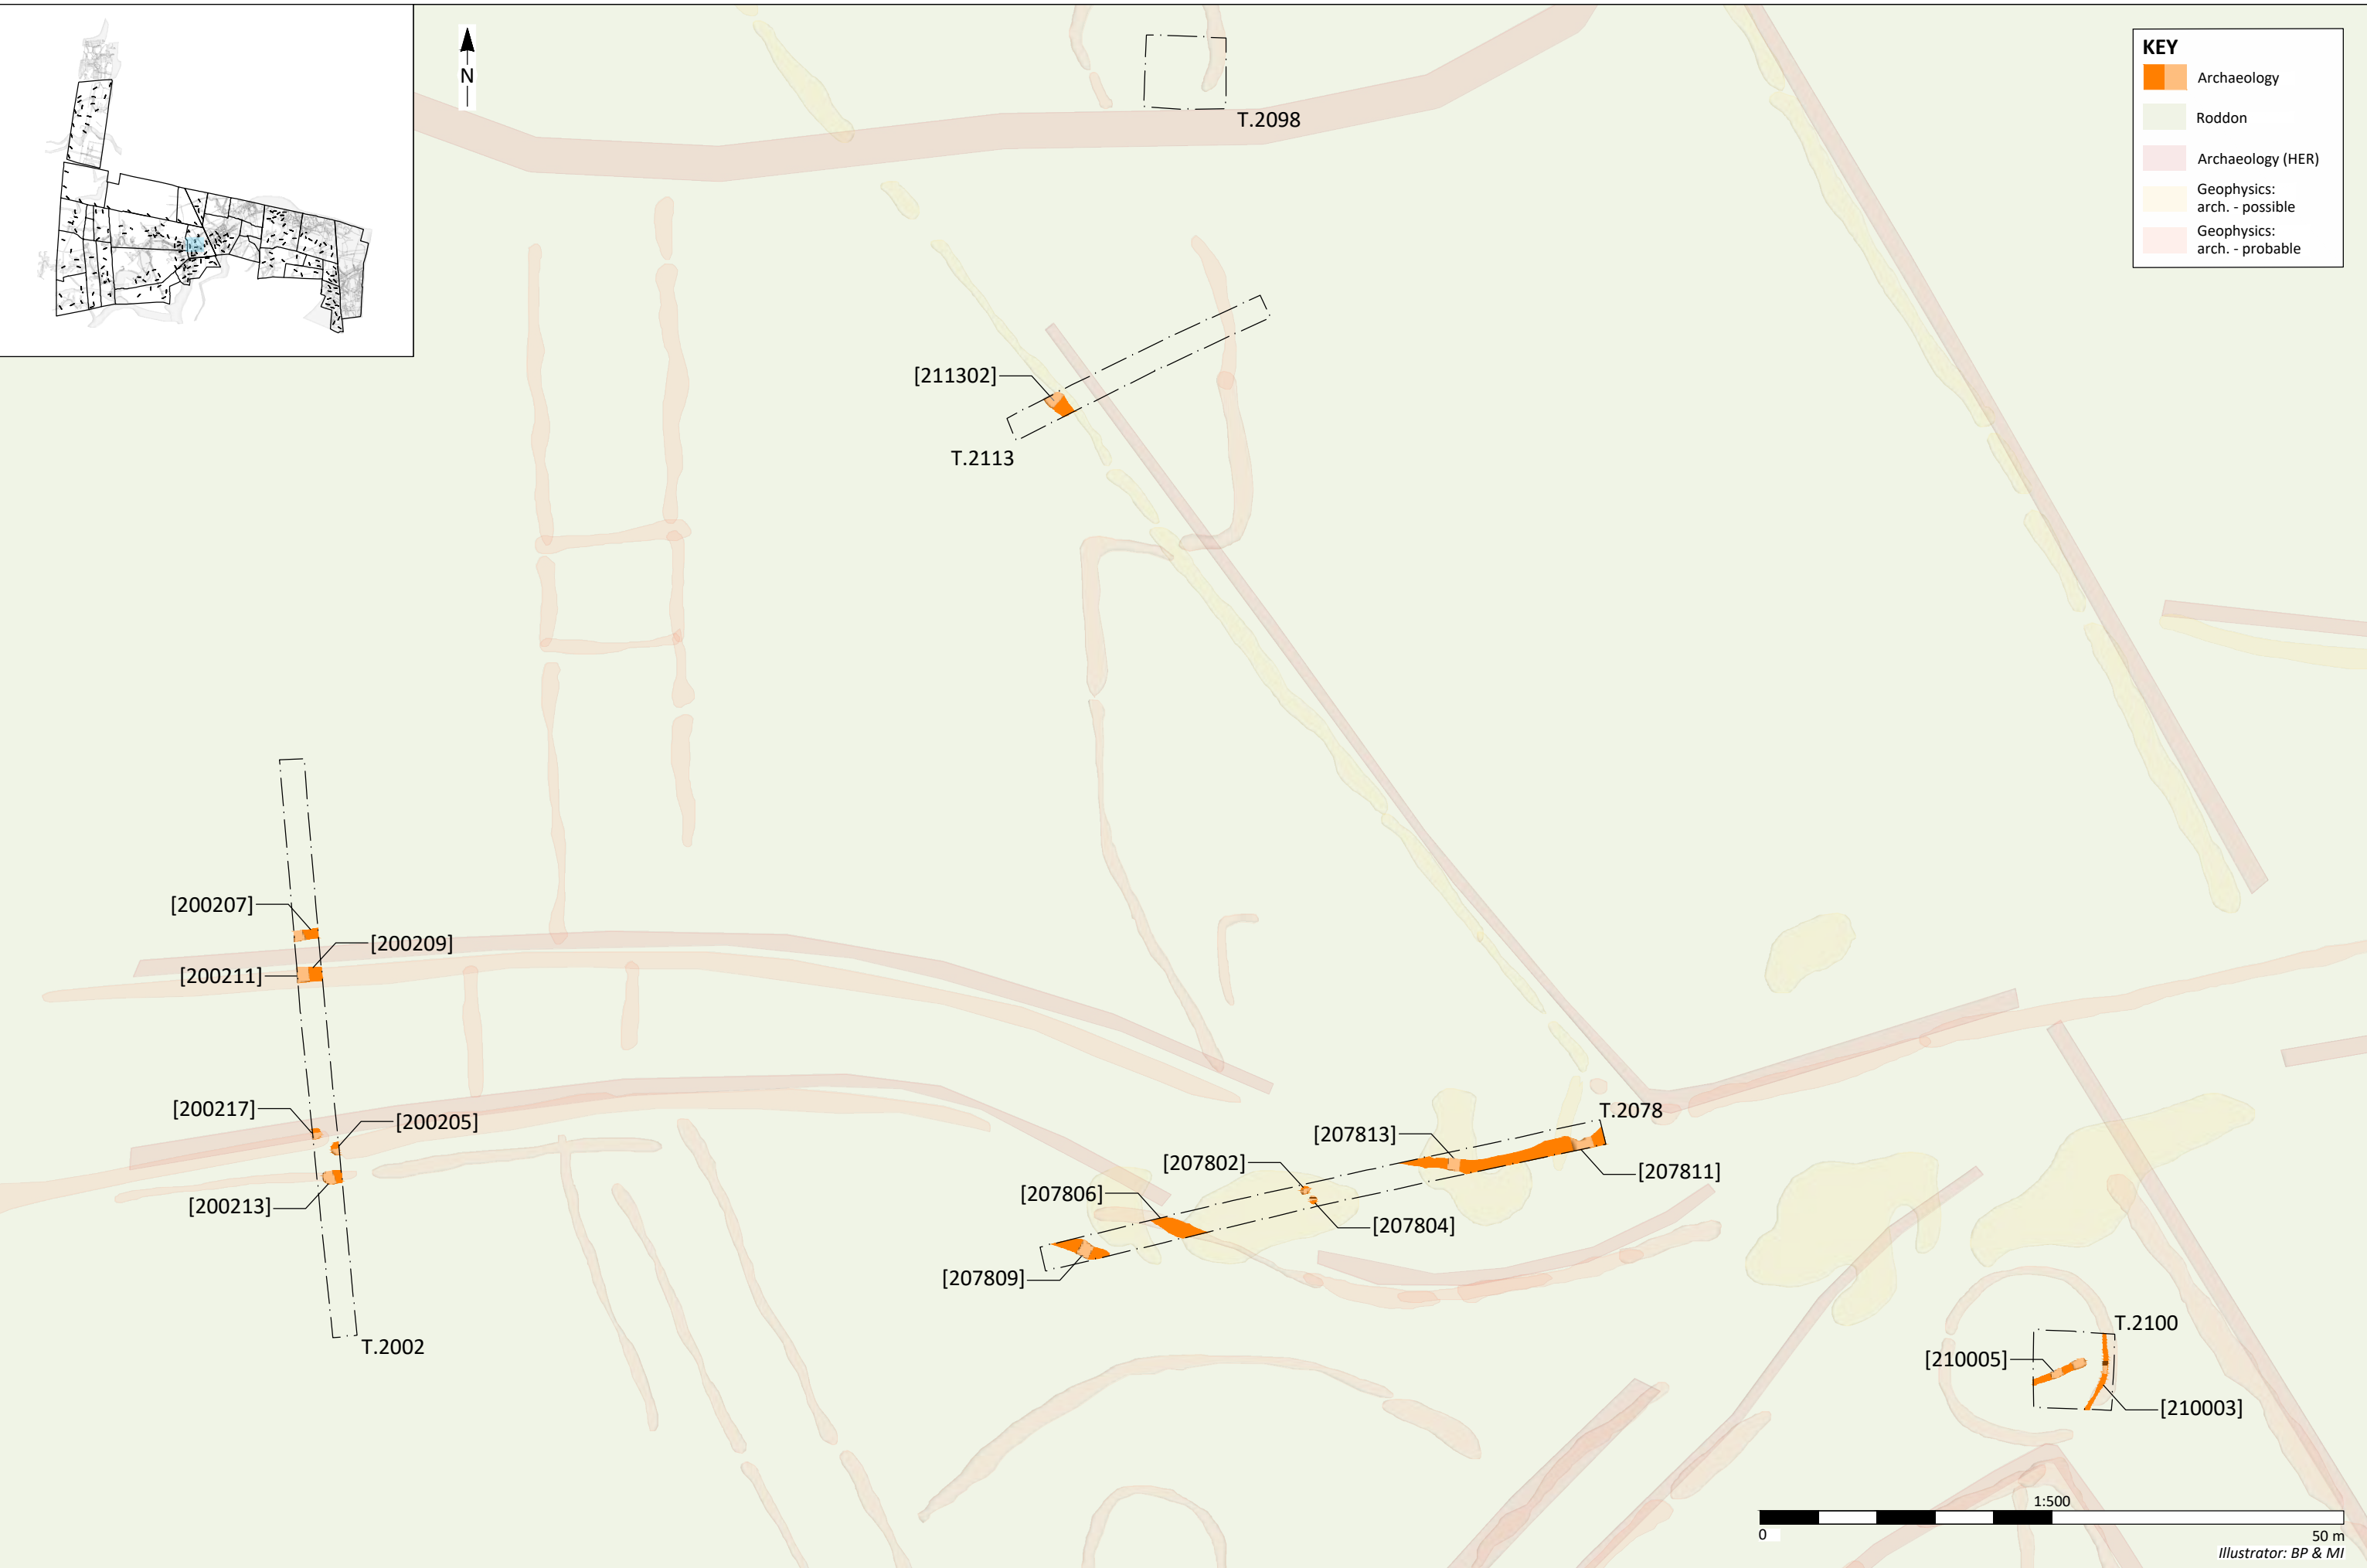 N
T.2098
KEY
Archaeology
Roddon
Archaeology (HER)
Geophysics:
arch. - possible
Geophysics:
arch. - probable
[211302]
T.2113
[200207]
[200209]
[200211]
[200217]
[200205]
[200213]
T.2002
T.2078
[207813]
[207802]
[207811]
[207806]
[207804]
[207809]
T.2100
[210005]
[210003]
1:500
0
50 m
Illustrator: BP & MI